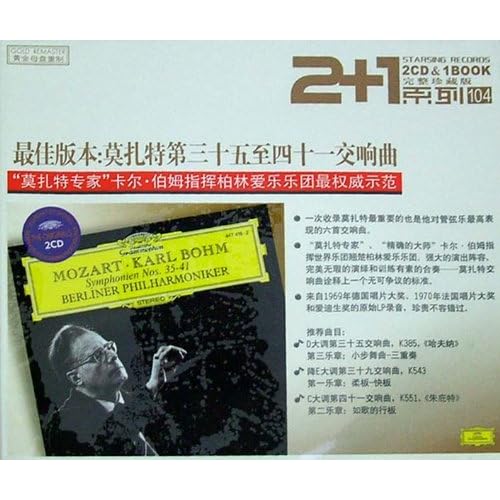 GOLD REMASTER
黄金母盘重制
STARSING RECORDS
2+1
2CD & 1BOOK
完整珍藏版
系列 104
最佳版本:莫扎特第三十五至四十一交响曲
“莫扎特专家”卡尔·伯姆指挥柏林爱乐乐团最权威示范
2CD
447 416-2
Deutsche Grammophon
MOZART · KARL BÖHM
Symphonien Nos. 35-41
BERLINER PHILHARMONIKER
STEREO
● 一次收录莫扎特最重要的也是他对管弦乐最高表现的六首交响曲。
● “莫扎特专家”、“精确的大师”卡尔·伯姆指挥世界乐团翘楚柏林爱乐乐团。强大的演出阵容、完美无瑕的演绎和训练有素的合奏——莫扎特交响曲诠释上一个无可争议的标准。
● 来自1969年德国唱片大奖、1970年法国唱片大奖和爱迪生奖的原始LP录音，珍贵不容错过。
推荐曲目：
♪ D大调第三十五交响曲，K385，《哈夫纳》
第三乐章：小步舞曲-三重奏
♪ 降E大调第三十九交响曲，K543
第一乐章：柔板-快板
♪ C大调第四十一交响曲，K551，《朱庇特》
第二乐章：如歌的行板